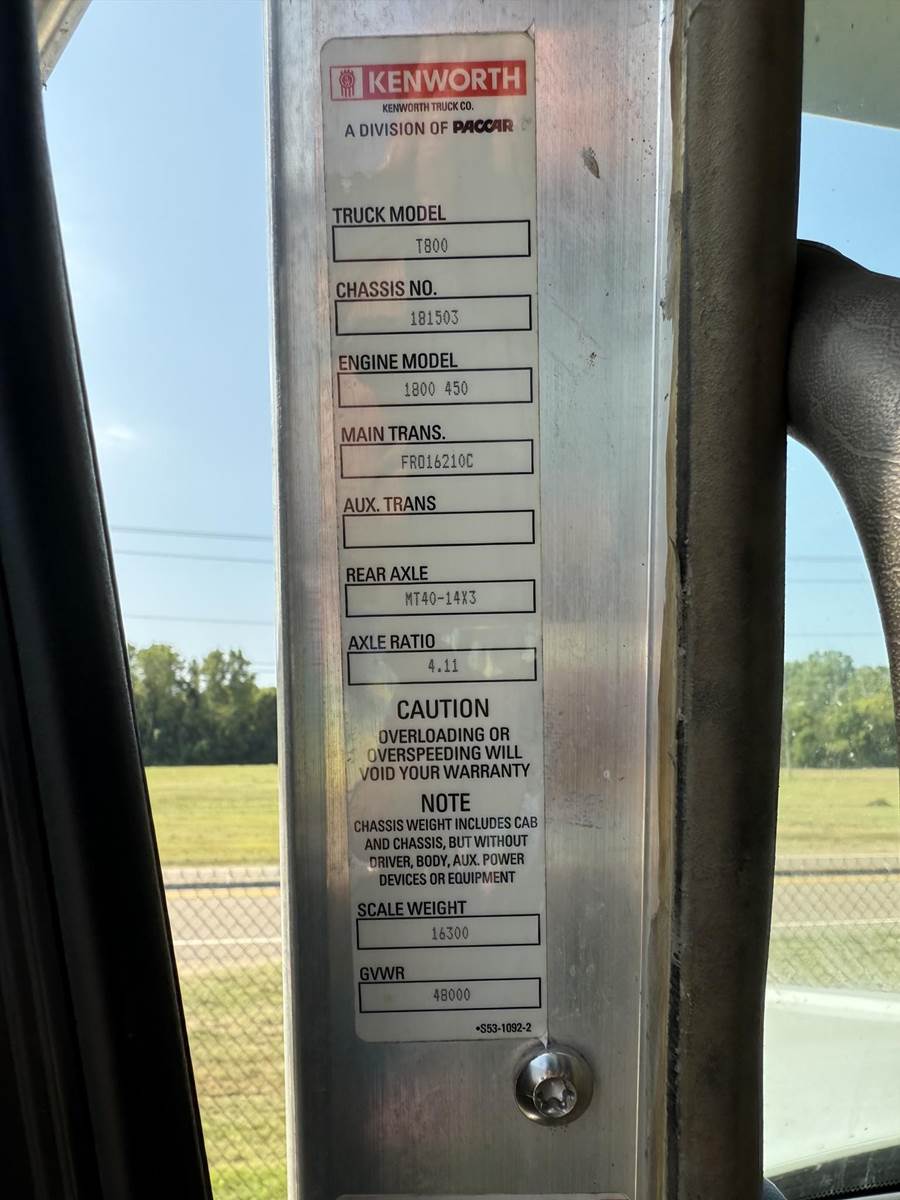 KENWORTH
KENWORTH TRUCK CO.
A DIVISION OF PACCAR
TRUCK MODEL
T800
CHASSIS NO.
181503
ENGINE MODEL
1800 450
MAIN TRANS.
FRO16210C
AUX. TRANS
REAR AXLE
MT40-14X3
AXLE RATIO
4.11
CAUTION
OVERLOADING OR
OVERSPEEDING WILL
VOID YOUR WARRANTY
NOTE
CHASSIS WEIGHT INCLUDES CAB
AND CHASSIS, BUT WITHOUT
DRIVER, BODY, AUX. POWER
DEVICES OR EQUIPMENT
SCALE WEIGHT
16300
GVWR
48000
•S53-1092-2